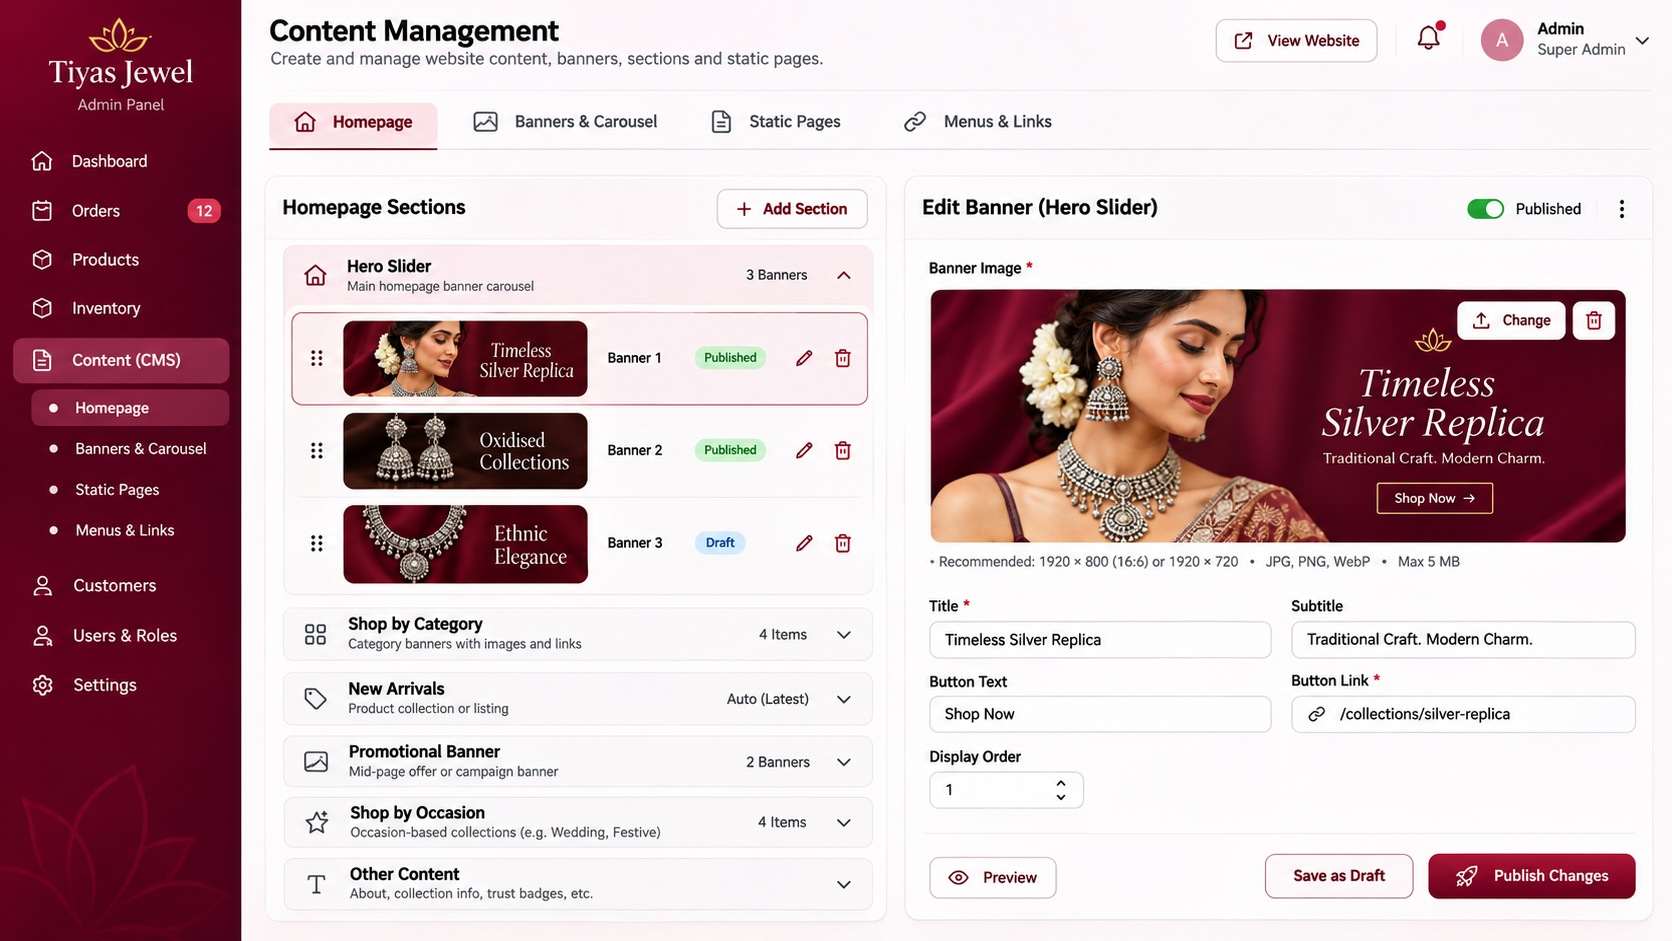 Tiyas Jewel
Admin Panel
Dashboard
Orders
12
Products
Inventory
Content (CMS)
Homepage
Banners & Carousel
Static Pages
Menus & Links
Customers
Users & Roles
Settings
Content Management
Create and manage website content, banners, sections and static pages.
View Website
A
Admin
Super Admin
Homepage
Banners & Carousel
Static Pages
Menus & Links
Homepage Sections
+ Add Section
Hero Slider
Main homepage banner carousel
3 Banners
Timeless
Silver Replica
Banner 1
Published
Oxidised
Collections
Banner 2
Published
Ethnic
Elegance
Banner 3
Draft
Shop by Category
Category banners with images and links
4 Items
New Arrivals
Product collection or listing
Auto (Latest)
Promotional Banner
Mid-page offer or campaign banner
2 Banners
Shop by Occasion
Occasion-based collections (e.g. Wedding, Festive)
4 Items
Other Content
About, collection info, trust badges, etc.
Edit Banner (Hero Slider)
Published
Banner Image *
Change
Timeless
Silver Replica
Traditional Craft. Modern Charm.
Shop Now →
• Recommended: 1920 × 800 (16:6) or 1920 × 720 • JPG, PNG, WebP • Max 5 MB
Title *
Timeless Silver Replica
Subtitle
Traditional Craft. Modern Charm.
Button Text
Shop Now
Button Link *
/collections/silver-replica
Display Order
1
Preview
Save as Draft
Publish Changes